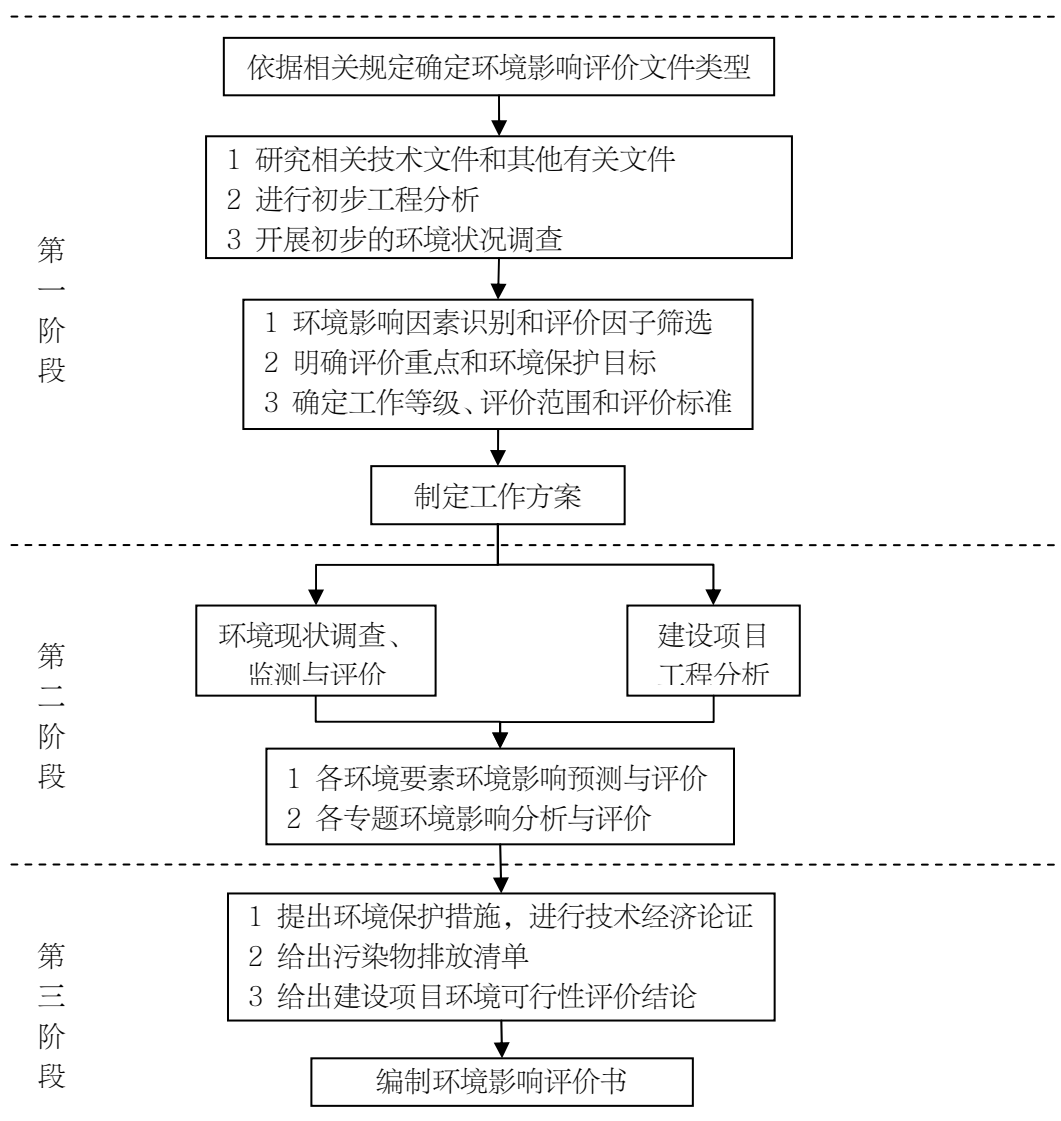 依据相关规定确定环境影响评价文件类型
1 研究相关技术文件和其他有关文件
2 进行初步工程分析
3 开展初步的环境状况调查
第
一
阶
段
1 环境影响因素识别和评价因子筛选
2 明确评价重点和环境保护目标
3 确定工作等级、评价范围和评价标准
制定工作方案
环境现状调查、
监测与评价
建设项目
工程分析
第
二
阶
段
1 各环境要素环境影响预测与评价
2 各专题环境影响分析与评价
1 提出环境保护措施，进行技术经济论证
2 给出污染物排放清单
3 给出建设项目环境可行性评价结论
第
三
阶
段
编制环境影响评价书